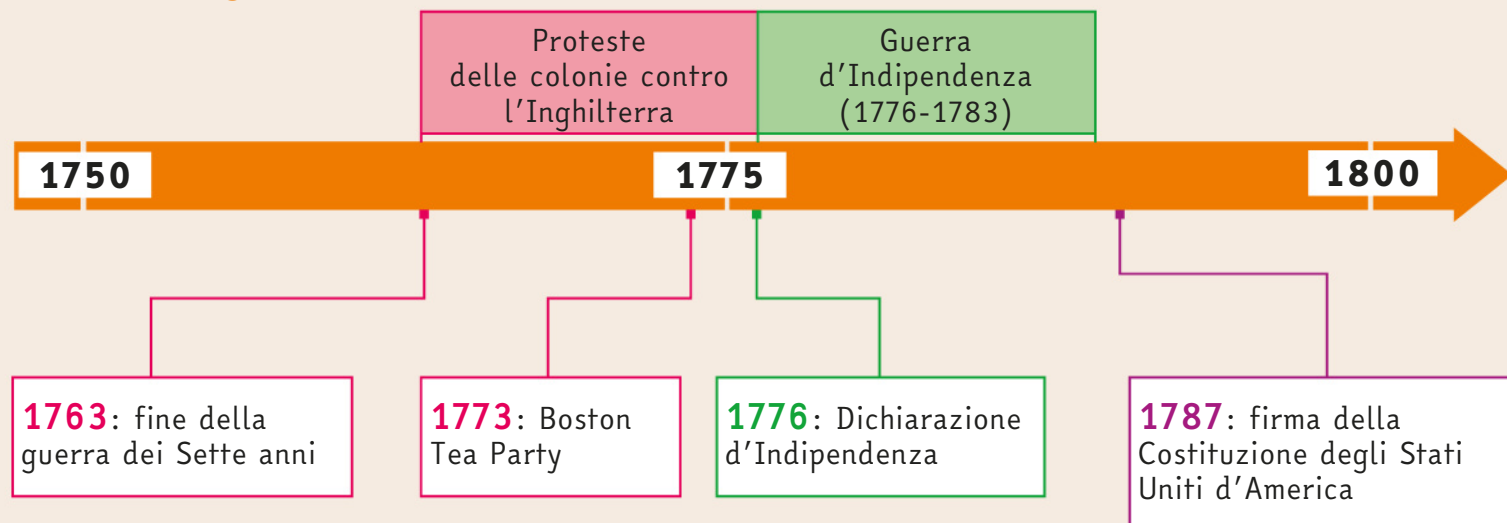 Proteste
delle colonie contro
l'Inghilterra
Guerra
d'Indipendenza
(1776-1783)
1750
1775
1800
1763: fine della
guerra dei Sette anni
1773: Boston
Tea Party
1776: Dichiarazione
d'Indipendenza
1787: firma della
Costituzione degli Stati
Uniti d'America